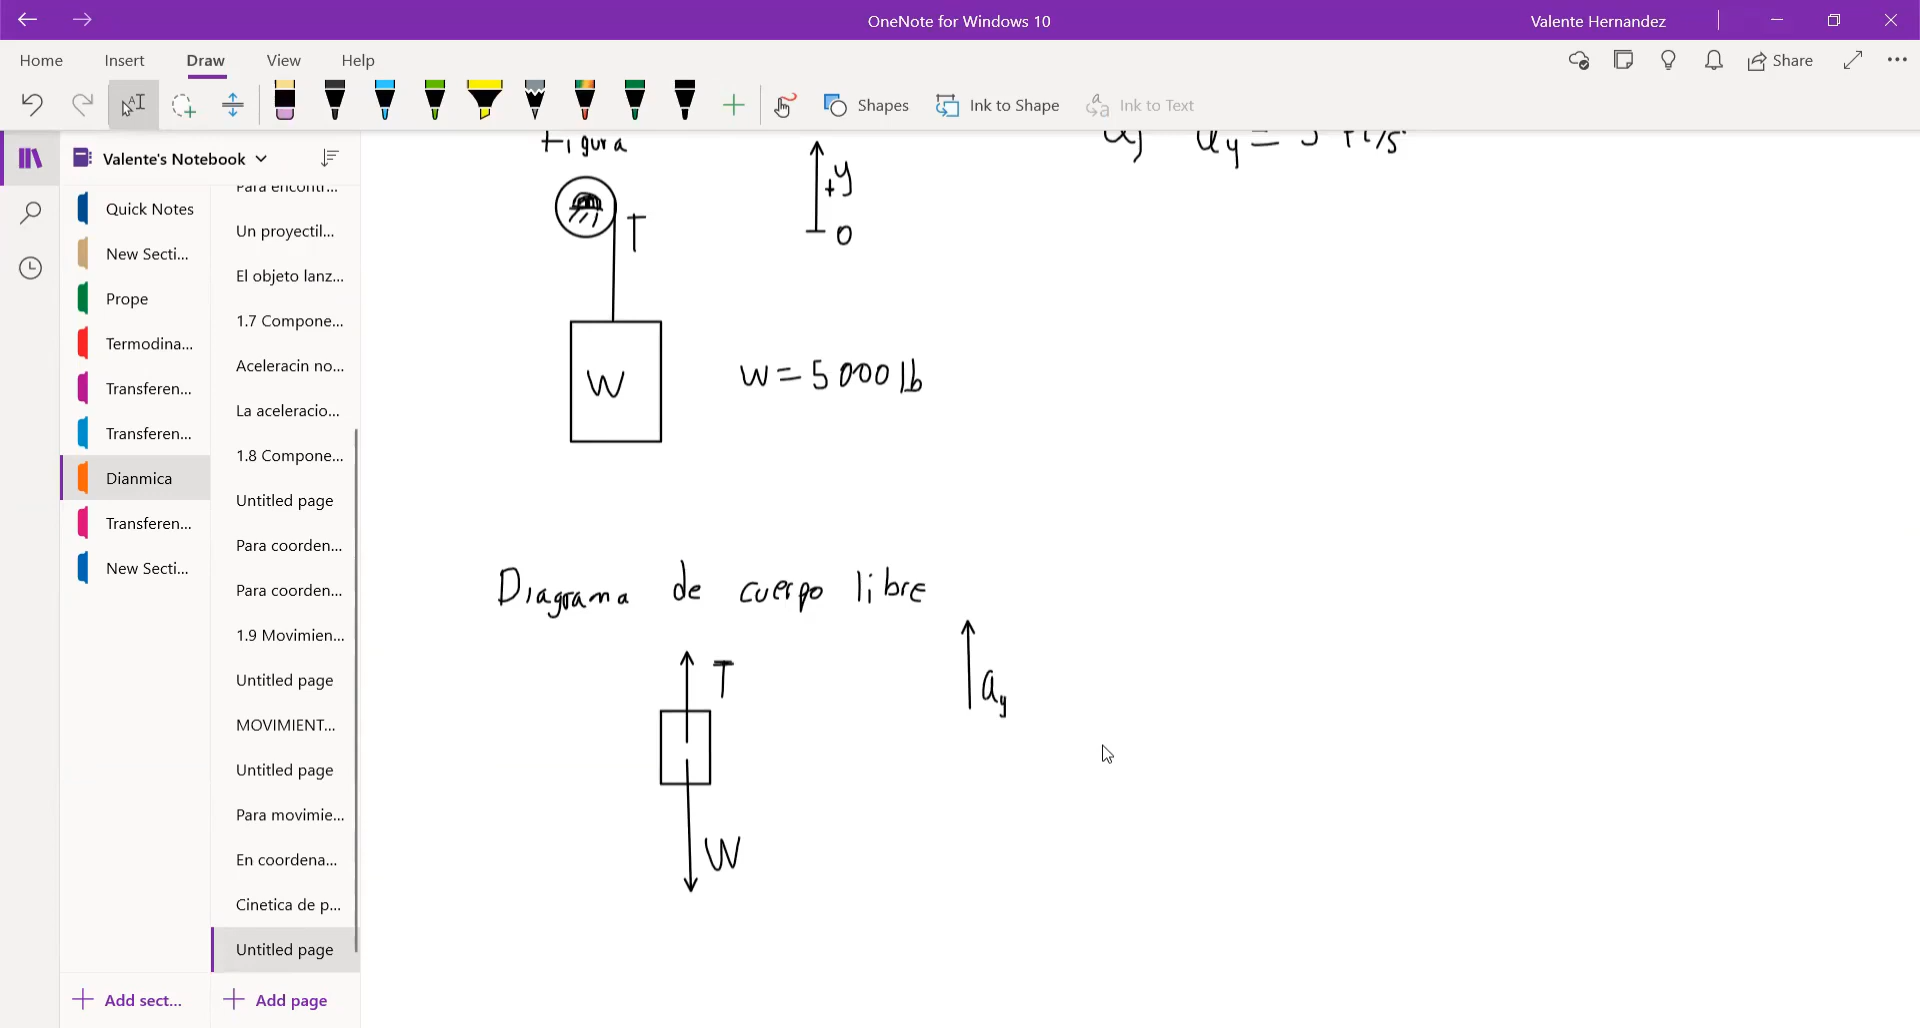 OneNote for Windows 10
Valente Hernandez
Home Insert Draw View Help
Share
Shapes
Ink to Shape
Ink to Text
Valente's Notebook
Quick Notes
New Secti...
Prope
Termodina...
Transferen...
Transferen...
Dianmica
Transferen...
New Secti...
Add sect...
Para encontr...
Un proyectil...
El objeto lanz...
1.7 Compone...
Aceleracin no...
La aceleracio...
1.8 Compone...
Untitled page
Para coorden...
Para coorden...
1.9 Movimien...
Untitled page
MOVIMIENT...
Untitled page
Para movimie...
En coordena...
Cinetica de p...
Untitled page
Add page
Figura
T
+y
0
W
W = 5000 lb
Diagrama de cuerpo libre
T
ay
W